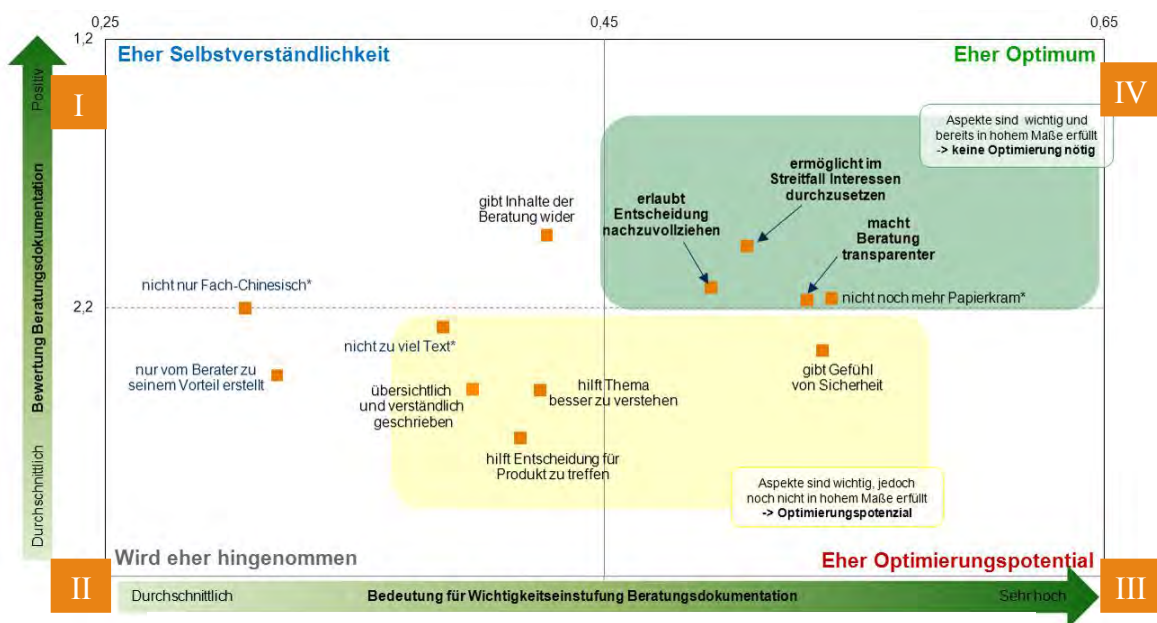 0,25
0,45
0,65
1,2
Eher Selbstverständlichkeit
Eher Optimum
I
IV
Positiv
Aspekte sind wichtig und
bereits in hohem Maße erfüllt
-> keine Optimierung nötig
ermöglicht im
Streitfall Interessen
durchzusetzen
gibt Inhalte der
Beratung wider
erlaubt
Entscheidung
nachzuvollziehen
macht
Beratung
transparenter
Bewertung Beratungsdokumentation
nicht nur Fach-Chinesisch*
nicht noch mehr Papierkram*
2,2
nicht zu viel Text*
nur vom Berater zu
seinem Vorteil erstellt
gibt Gefühl
von Sicherheit
übersichtlich
und verständlich
geschrieben
hilft Thema
besser zu verstehen
hilft Entscheidung für
Produkt zu treffen
Durchschnittlich
Aspekte sind wichtig, jedoch
noch nicht in hohem Maße erfüllt
-> Optimierungspotenzial
Wird eher hingenommen
Eher Optimierungspotential
II
III
Durchschnittlich
Bedeutung für Wichtigkeitseinstufung Beratungsdokumentation
Sehr hoch